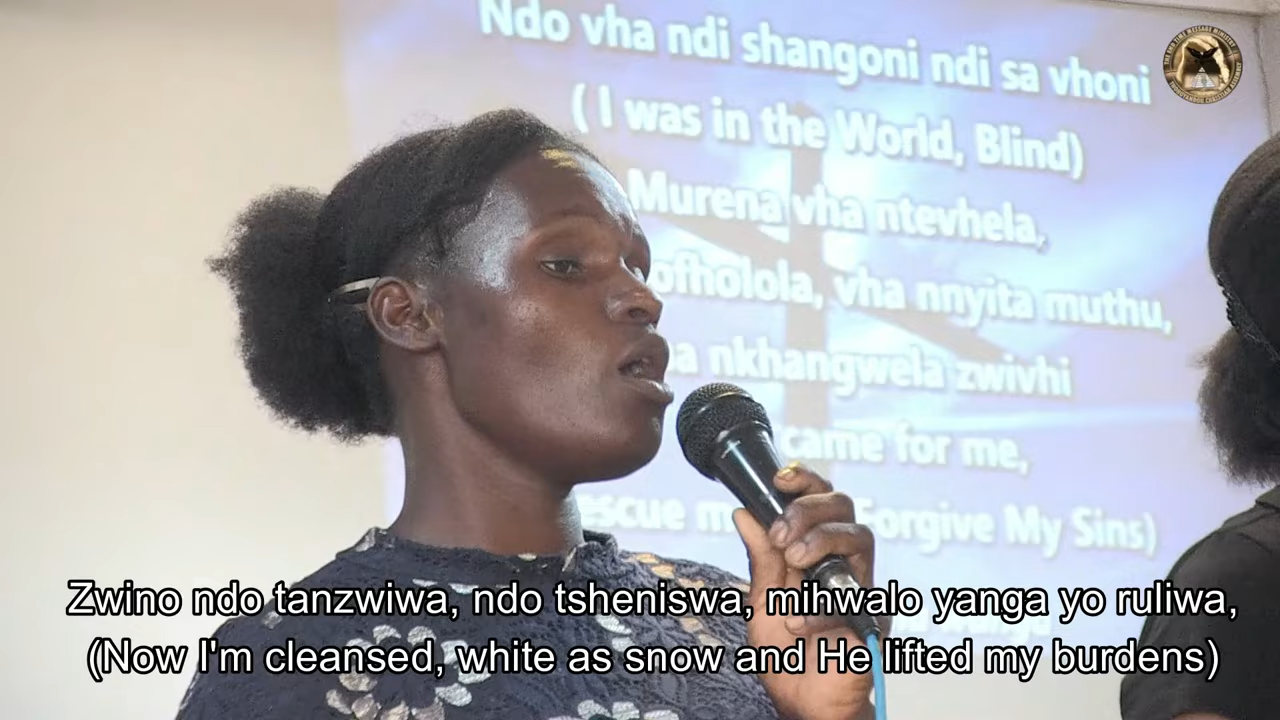 Ndo vha ndi shangoni ndi sa vhoni
( I was in the World, Blind)
Murena vha ntevhela,
ofholola, vha nnyita muthu,
nkhangwela zwivhi
came for me,
escue m Forgive My Sins)
Zwino ndo tanzwiwa, ndo tsheniswa, mihwalo yanga yo ruliwa,
(Now I'm cleansed, white as snow and He lifted my burdens)